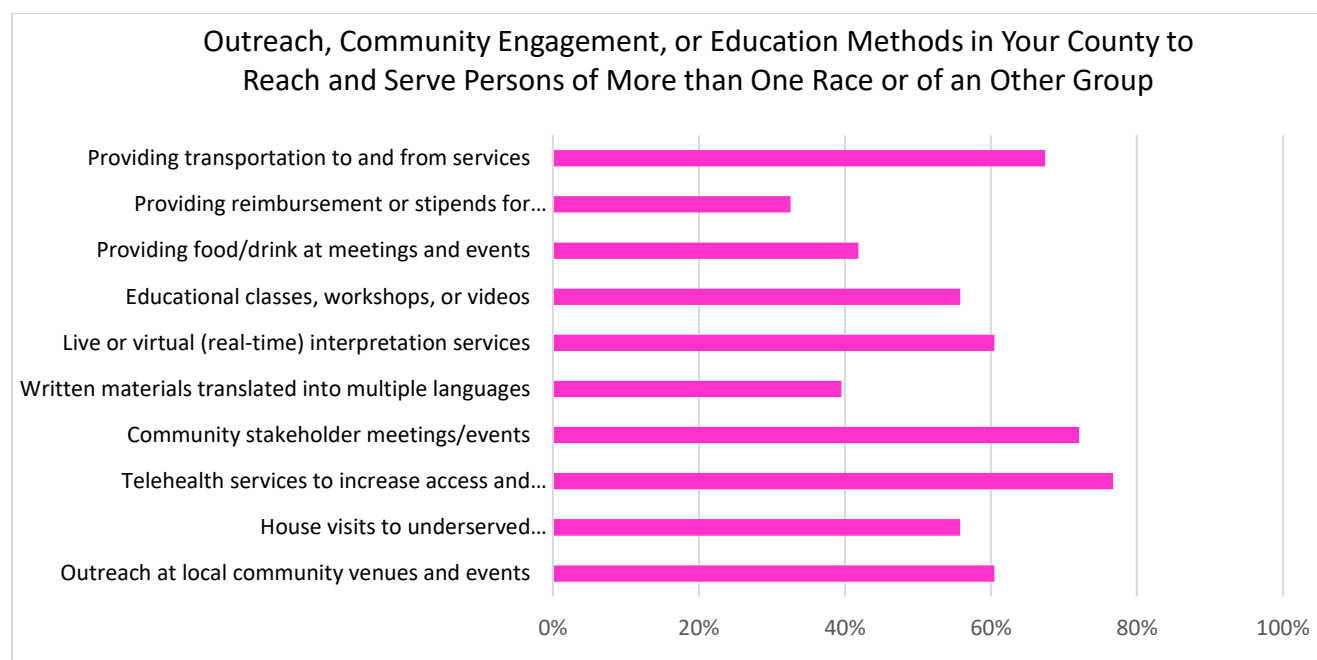 Outreach, Community Engagement, or Education Methods in Your County to
Reach and Serve Persons of More than One Race or of an Other Group
Providing transportation to and from services
Providing reimbursement or stipends for...
Providing food/drink at meetings and events
Educational classes, workshops, or videos
Live or virtual (real-time) interpretation services
Written materials translated into multiple languages
Community stakeholder meetings/events
Telehealth services to increase access and...
House visits to underserved...
Outreach at local community venues and events
0% 20% 40% 60% 80% 100%